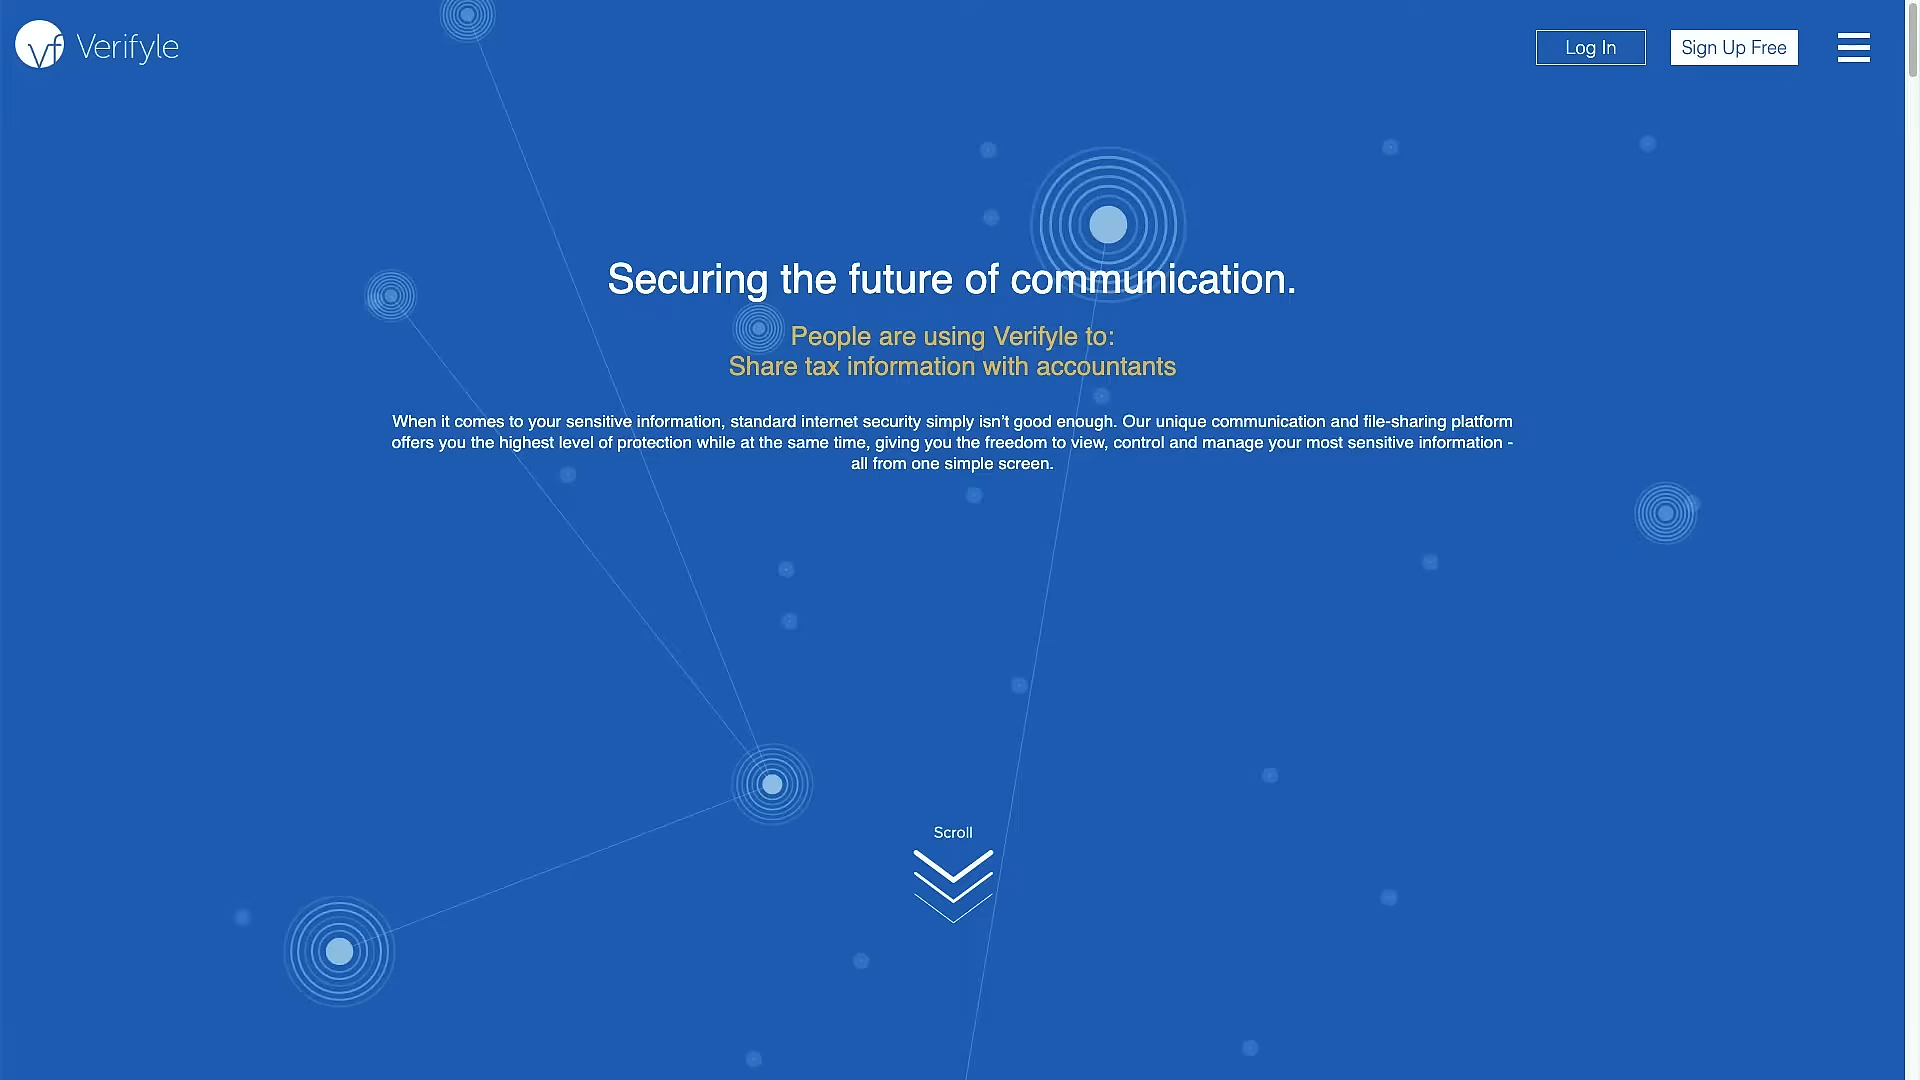 vf Verifyle
Log In
Sign Up Free
Securing the future of communication.
People are using Verifyle to:
Share tax information with accountants
When it comes to your sensitive information, standard internet security simply isn’t good enough. Our unique communication and file-sharing platform
offers you the highest level of protection while at the same time, giving you the freedom to view, control and manage your most sensitive information -
all from one simple screen.
Scroll